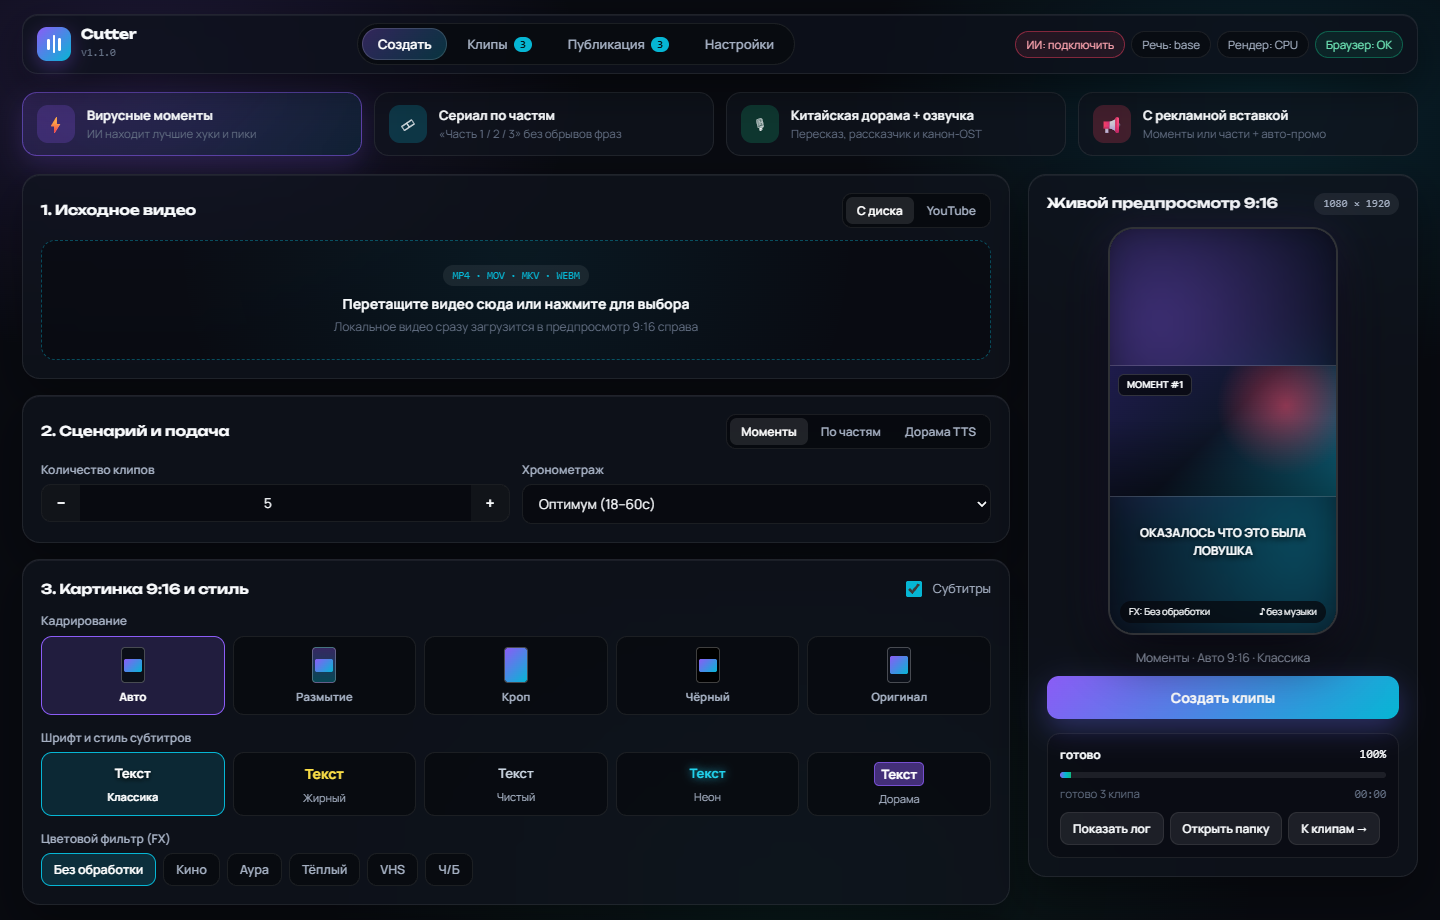 Cutter
v1.1.0
Создать
Клипы 3
Публикация 3
Настройки
ИИ: подключить
Речь: base
Рендер: CPU
Браузер: OK
Вирусные моменты
ИИ находит лучшие хуки и пики
Сериал по частям
«Часть 1 / 2 / 3» без обрывов фраз
Китайская дорама + озвучка
Пересказ, рассказчик и канон-OST
С рекламной вставкой
Моменты или части + авто-промо
1. Исходное видео
С диска
YouTube
MP4 · MOV · MKV · WEBM
Перетащите видео сюда или нажмите для выбора
Локальное видео сразу загрузится в предпросмотр 9:16 справа
2. Сценарий и подача
Моменты
По частям
Дорама TTS
Количество клипов
− 5 +
Хронометраж
Оптимум (18–60с)
3. Картинка 9:16 и стиль
Субтитры
Кадрирование
Авто
Размытие
Кроп
Чёрный
Оригинал
Шрифт и стиль субтитров
Текст
Классика
Текст
Жирный
Текст
Чистый
Текст
Неон
Текст
Дорама
Цветовой фильтр (FX)
Без обработки
Кино
Аура
Тёплый
VHS
Ч/Б
Живой предпросмотр 9:16
1080 × 1920
МОМЕНТ #1
ОКАЗАЛОСЬ ЧТО ЭТО БЫЛА
ЛОВУШКА
FX: Без обработки
♪ без музыки
Моменты · Авто 9:16 · Классика
Создать клипы
готово
100%
готово 3 клипа
00:00
Показать лог
Открыть папку
К клипам →